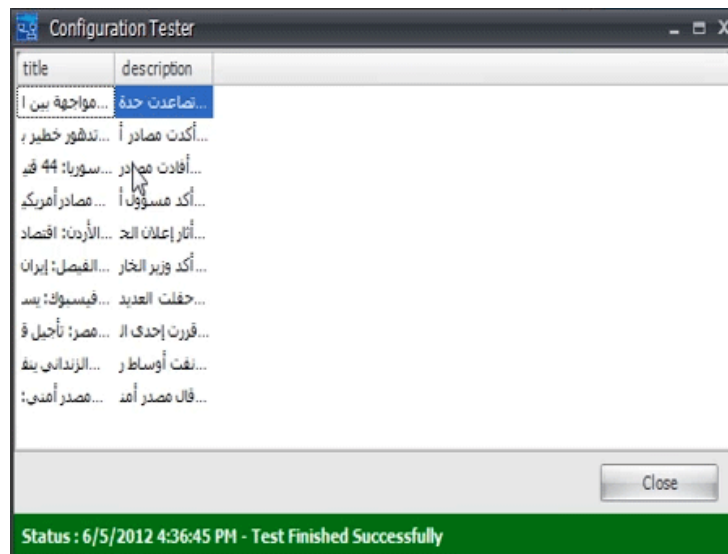 Configuration Tester
title description
مواجهة بين ا... تصاعدت حدة...
تدهور خطير ب... أكدت مصادر أ...
سوريا: 44 قتي... أفادت مصادر...
مصادر أمريكي... أكد مسؤول أ...
الأردن: اقتصاد... أثار إعلان الح...
الفيصل: إيران... أكد وزير الخار...
فيسبوك: يس... حفلت العديد...
مصر: تأجيل ق... قررت إحدى ال...
الزنداني ينف... نفت أوساط ر...
مصدر أمني:... قال مصدر أمن...
Close
Status : 6/5/2012 4:36:45 PM - Test Finished Successfully